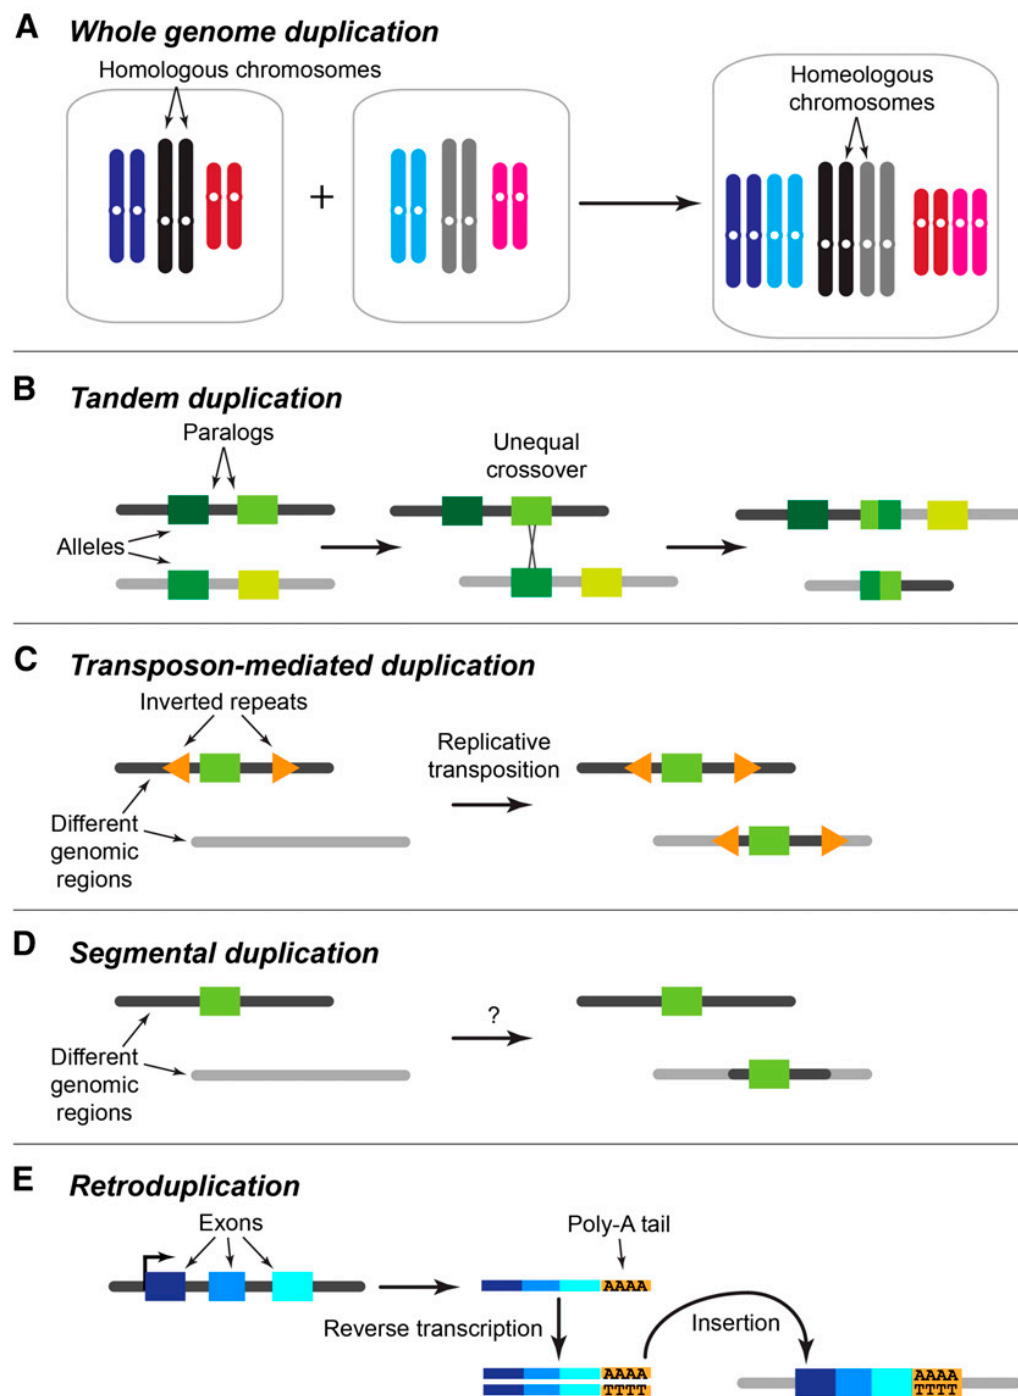 A Whole genome duplication
Homologous chromosomes
Homeologous
chromosomes
+
B Tandem duplication
Paralogs
Unequal
crossover
Alleles
C Transposon-mediated duplication
Inverted repeats
Replicative
transposition
Different
genomic
regions
D Segmental duplication
?
Different
genomic
regions
E Retroduplication
Exons
Poly-A tail
AAAA
Reverse transcription
Insertion
AAAA
TTTT
AAAA
TTTT